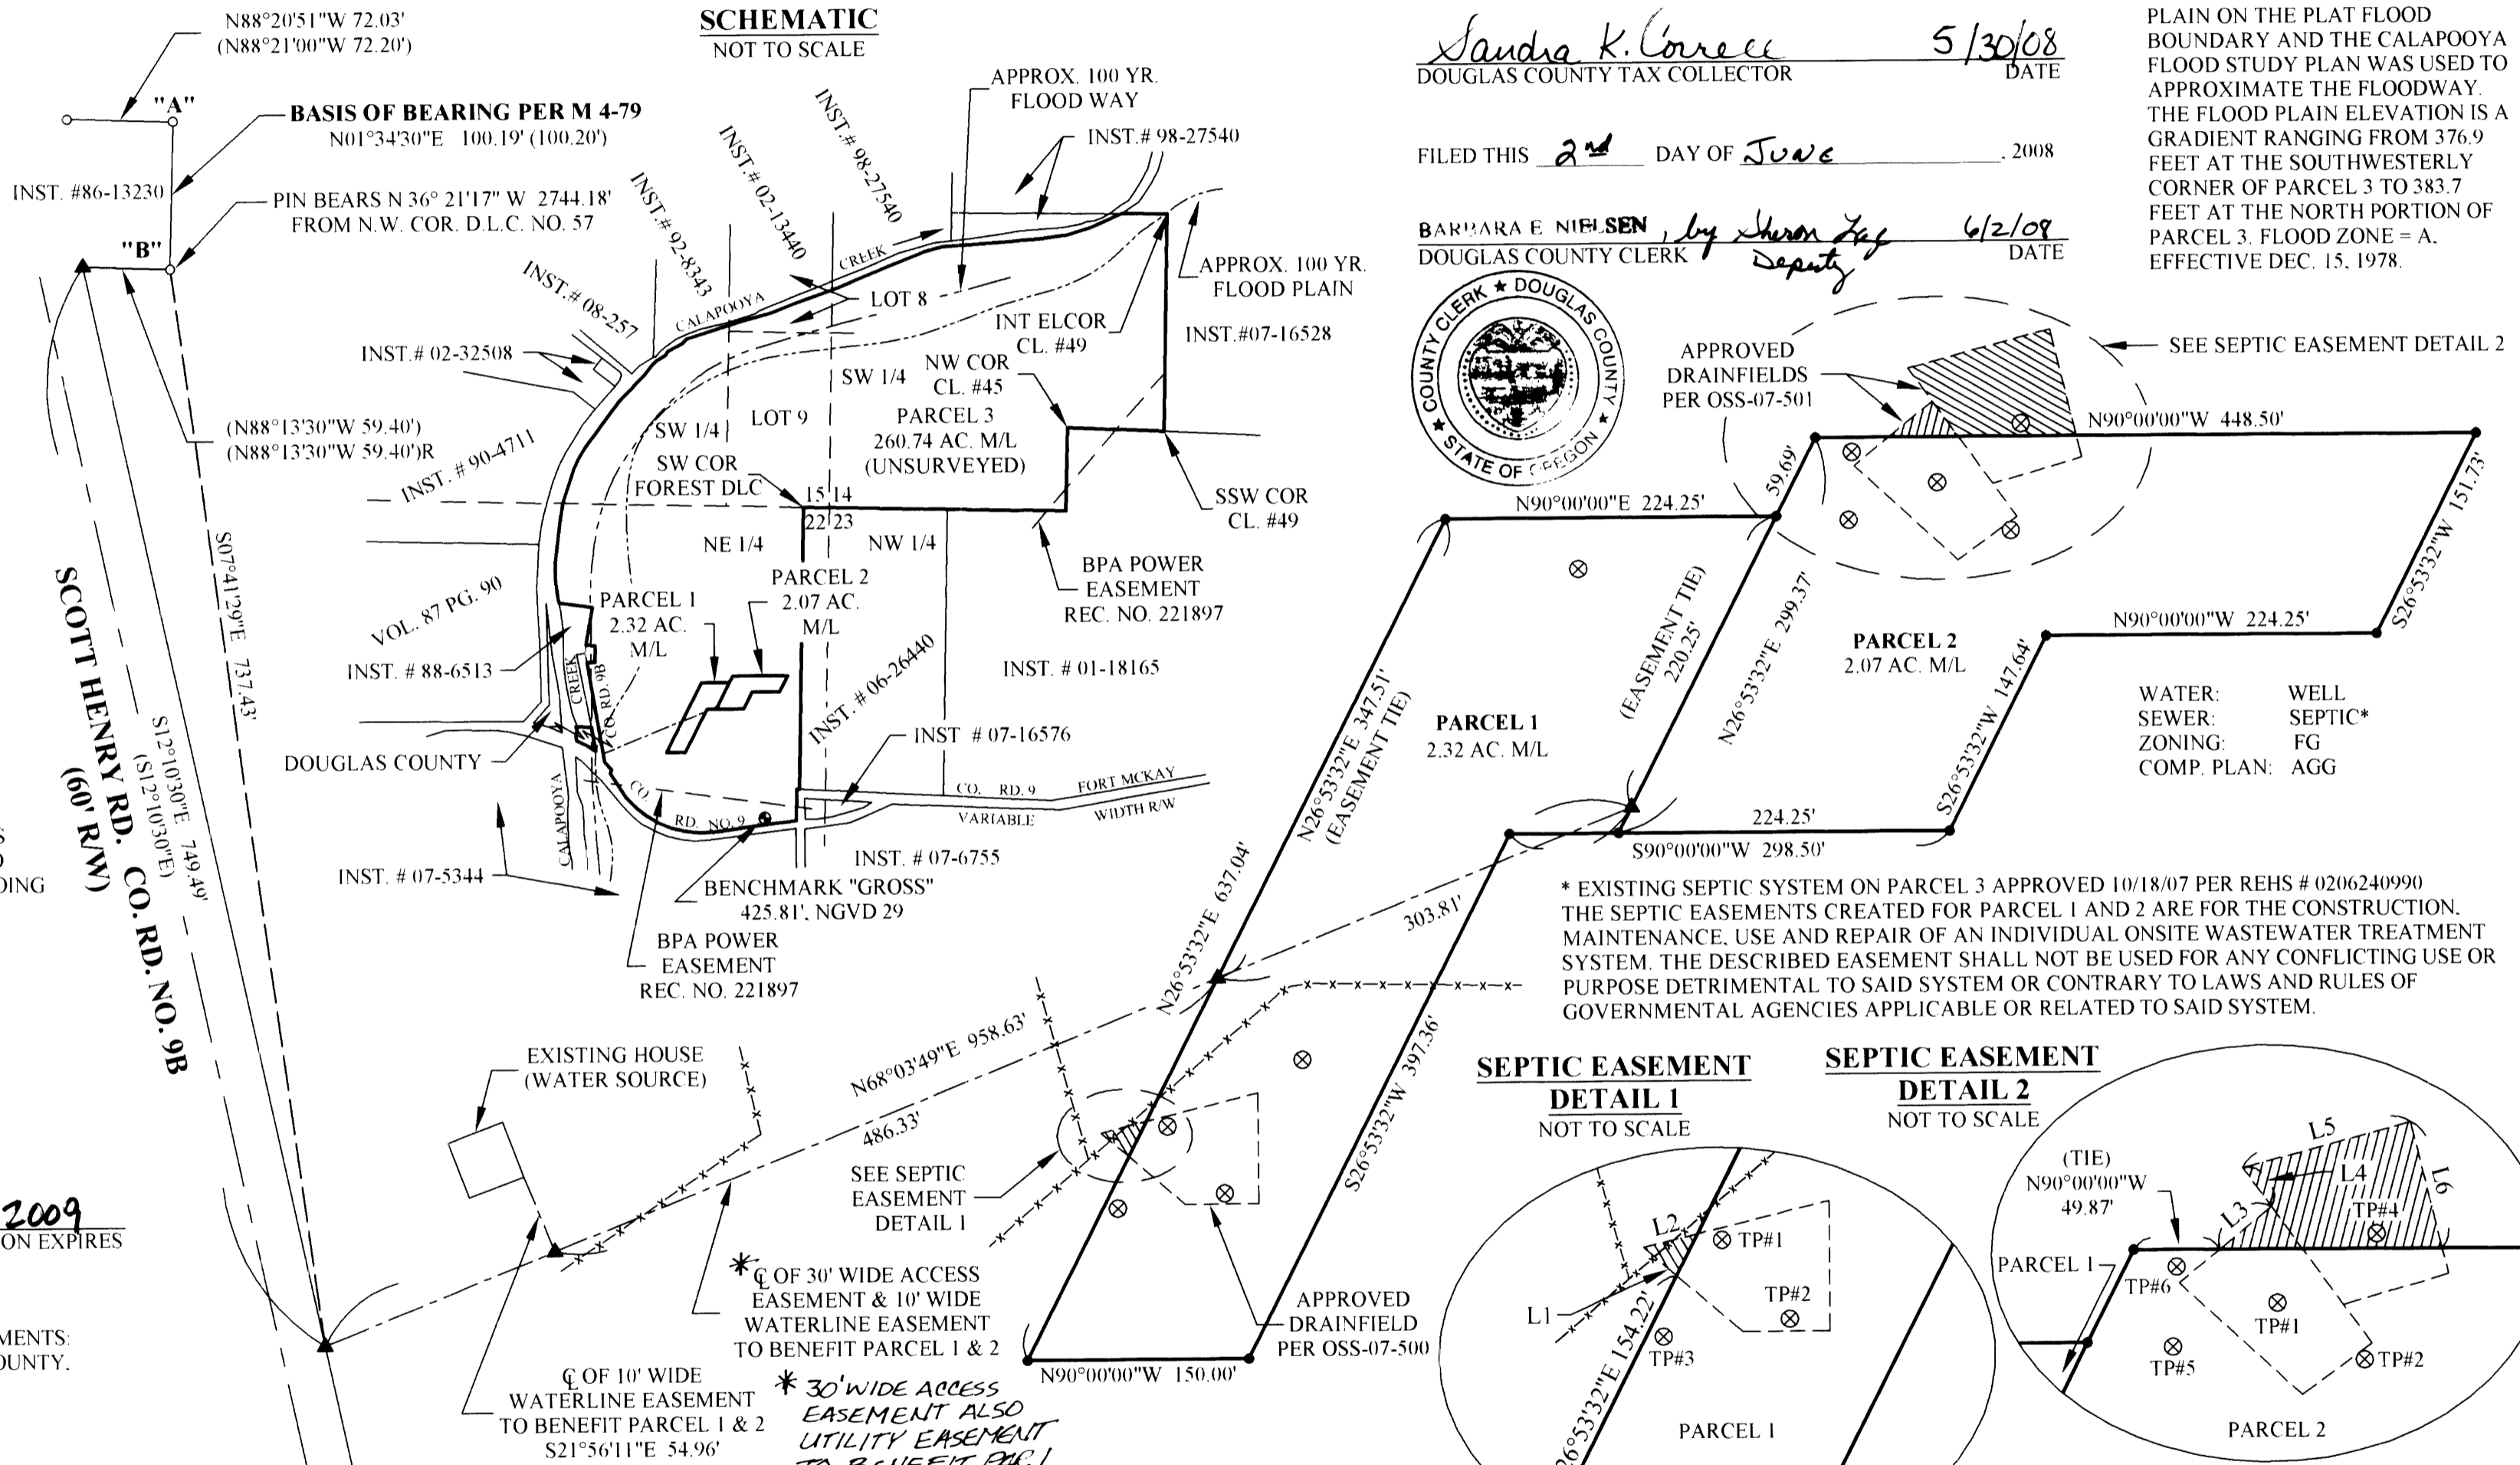 N88°20'51"W 72.03'
(N88°21'00"W 72.20')
"A"
BASIS OF BEARING PER M 4-79
N01°34'30"E 100.19' (100.20')
INST. #86-13230
PIN BEARS N 36° 21'17" W 2744.18'
FROM N.W. COR. D.L.C. NO. 57
"B"
(N88°13'30"W 59.40')
(N88°13'30"W 59.40')R
S07°41'29"E 737.43'
S12°10'30"E 749.49'
(S12°10'30"E)
SCOTT HENRY RD. CO. RD. NO. 9B
(60' R/W)
DING
2009
ON EXPIRES
MENTS:
OUNTY.
SCHEMATIC
NOT TO SCALE
APPROX. 100 YR.
FLOOD WAY
INST.# 98-27540
INST.# 98-27540
INST.# 02-13440
INST.# 92-8343
INST.# 08-257
INST.# 02-32508
INST. # 90-4711
CALAPOOYA
CREEK
LOT 8
APPROX. 100 YR.
FLOOD PLAIN
INT ELCOR
CL. #49
INST.#07-16528
NW COR
CL. #45
SW 1/4
LOT 9
SW 1/4
PARCEL 3
260.74 AC. M/L
(UNSURVEYED)
SW COR
FOREST DLC
15 14
22 23
SSW COR
CL. #49
NE 1/4
NW 1/4
BPA POWER
EASEMENT
REC. NO. 221897
VOL. 87 PG. 90
PARCEL 1
2.32 AC.
M/L
PARCEL 2
2.07 AC.
M/L
INST. # 88-6513
CREEK
CO. RD. 9B
INST. # 06-26440
INST. # 01-18165
INST # 07-16576
DOUGLAS COUNTY
CALAPOOYA
CO. RD. NO. 9
CO. RD. 9 FORT MCKAY
VARIABLE WIDTH R/W
INST. # 07-5344
INST. # 07-6755
BENCHMARK "GROSS"
425.81', NGVD 29
BPA POWER
EASEMENT
REC. NO. 221897
Sandra K. Correll 5/30/08
DOUGLAS COUNTY TAX COLLECTOR DATE
FILED THIS 2nd DAY OF JUNE, 2008
BARBARA E NIELSEN, by 6/2/08
DOUGLAS COUNTY CLERK Deputy DATE
COUNTY CLERK ★ DOUGLAS COUNTY ★ STATE OF OREGON ★
PLAIN ON THE PLAT FLOOD
BOUNDARY AND THE CALAPOOYA
FLOOD STUDY PLAN WAS USED TO
APPROXIMATE THE FLOODWAY.
THE FLOOD PLAIN ELEVATION IS A
GRADIENT RANGING FROM 376.9
FEET AT THE SOUTHWESTERLY
CORNER OF PARCEL 3 TO 383.7
FEET AT THE NORTH PORTION OF
PARCEL 3. FLOOD ZONE = A.
EFFECTIVE DEC. 15, 1978.
APPROVED
DRAINFIELDS
PER OSS-07-501
SEE SEPTIC EASEMENT DETAIL 2
N90°00'00"W 448.50'
59.69'
N90°00'00"E 224.25'
S26°53'32"W 151.73'
N90°00'00"W 224.25'
S26°53'32"W 147.64'
(EASEMENT TIE)
220.25'
N26°53'32"E 299.37'
PARCEL 2
2.07 AC. M/L
WATER: WELL
SEWER: SEPTIC*
ZONING: FG
COMP. PLAN: AGG
N26°53'32"E 347.51'
(EASEMENT TIE)
PARCEL 1
2.32 AC. M/L
224.25'
S90°00'00"W 298.50'
303.81'
N26°53'32"E 637.04'
S26°53'32"W 397.36'
* EXISTING SEPTIC SYSTEM ON PARCEL 3 APPROVED 10/18/07 PER REHS # 0206240990
THE SEPTIC EASEMENTS CREATED FOR PARCEL 1 AND 2 ARE FOR THE CONSTRUCTION,
MAINTENANCE, USE AND REPAIR OF AN INDIVIDUAL ONSITE WASTEWATER TREATMENT
SYSTEM. THE DESCRIBED EASEMENT SHALL NOT BE USED FOR ANY CONFLICTING USE OR
PURPOSE DETRIMENTAL TO SAID SYSTEM OR CONTRARY TO LAWS AND RULES OF
GOVERNMENTAL AGENCIES APPLICABLE OR RELATED TO SAID SYSTEM.
EXISTING HOUSE
(WATER SOURCE)
N68°03'49"E 958.63'
486.33'
SEE SEPTIC
EASEMENT
DETAIL 1
* ℄ OF 30' WIDE ACCESS
EASEMENT & 10' WIDE
WATERLINE EASEMENT
TO BENEFIT PARCEL 1 & 2
℄ OF 10' WIDE
WATERLINE EASEMENT
TO BENEFIT PARCEL 1 & 2
S21°56'11"E 54.96'
* 30' WIDE ACCESS
EASEMENT ALSO
UTILITY EASEMENT
TO BENEFIT PAR. 1
N90°00'00"W 150.00'
APPROVED
DRAINFIELD
PER OSS-07-500
SEPTIC EASEMENT
DETAIL 1
NOT TO SCALE
L2
L1
TP#1
TP#2
TP#3
26°53'32"E 154.22'
PARCEL 1
SEPTIC EASEMENT
DETAIL 2
NOT TO SCALE
(TIE)
N90°00'00"W
49.87'
L5
L4
L3
L6
TP#4
PARCEL 1
TP#6
TP#1
TP#5
TP#2
PARCEL 2